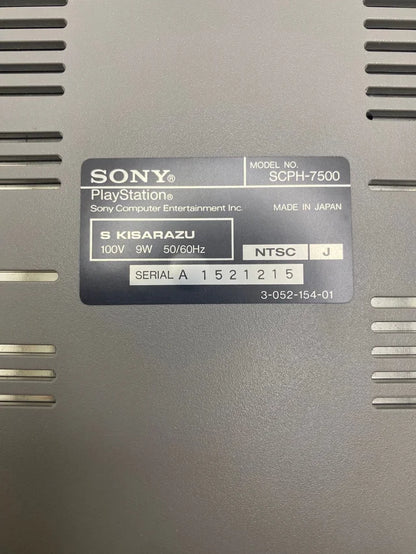 SONY®
MODEL NO.
SCPH-7500
PlayStation®
Sony Computer Entertainment Inc.
MADE IN JAPAN
S KISARAZU
100V 9W 50/60Hz
NTSC J
SERIAL A 1521215
3-052-154-01